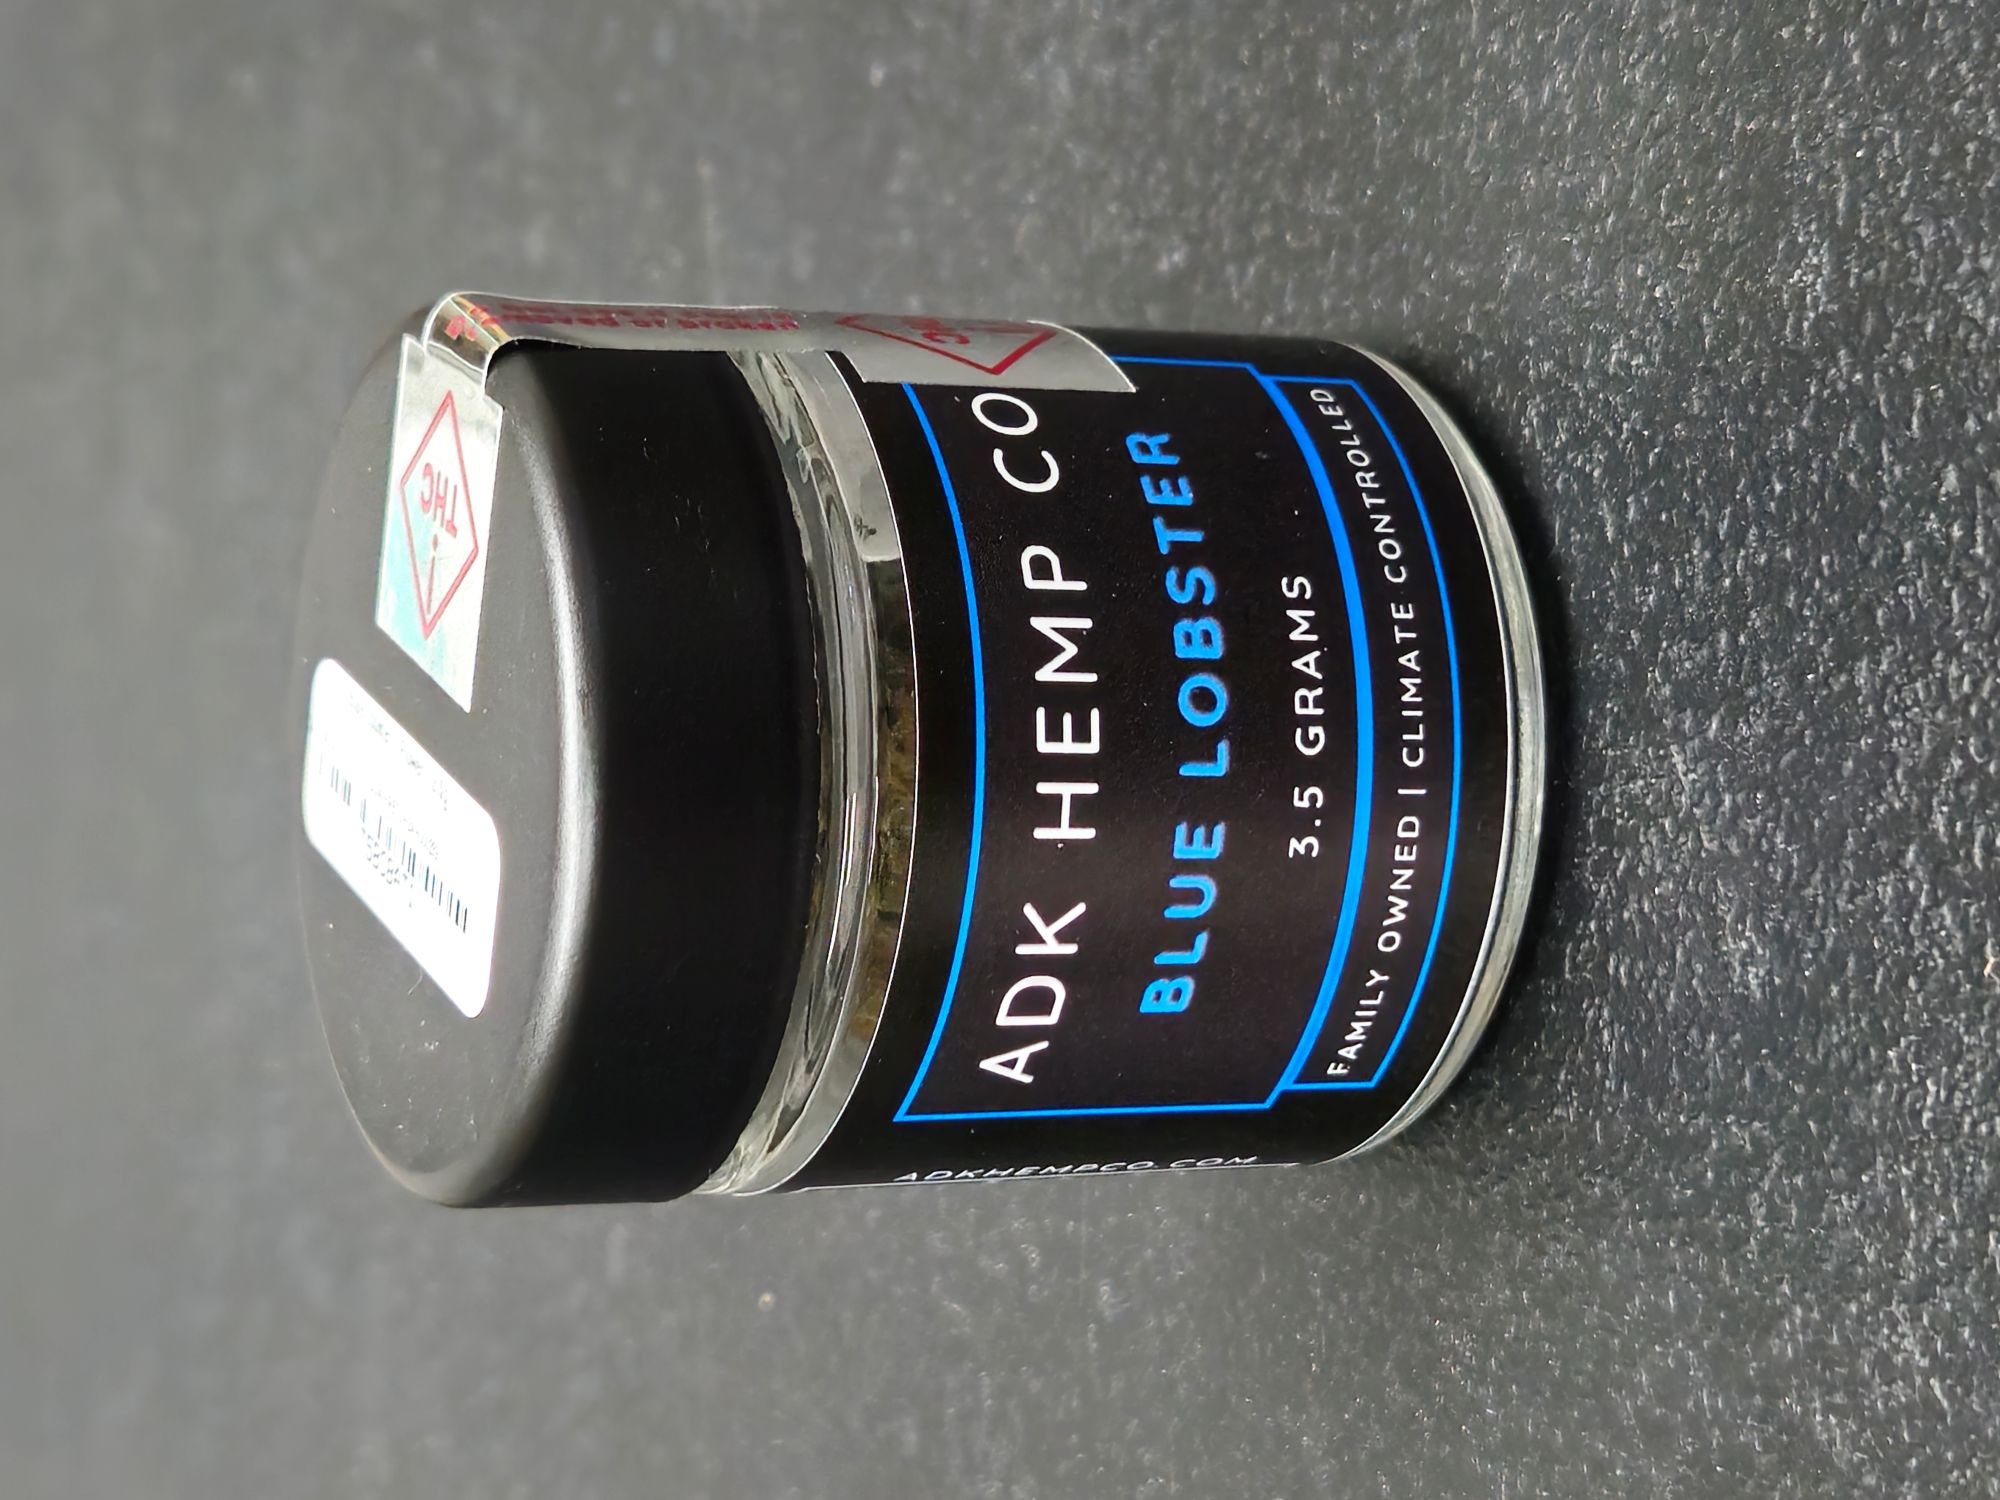 ADK HEMP CO
BLUE LOBSTER
3.5 GRAMS
FAMILY OWNED | CLIMATE CONTROLLED
ADKHEMPCO.COM
THC